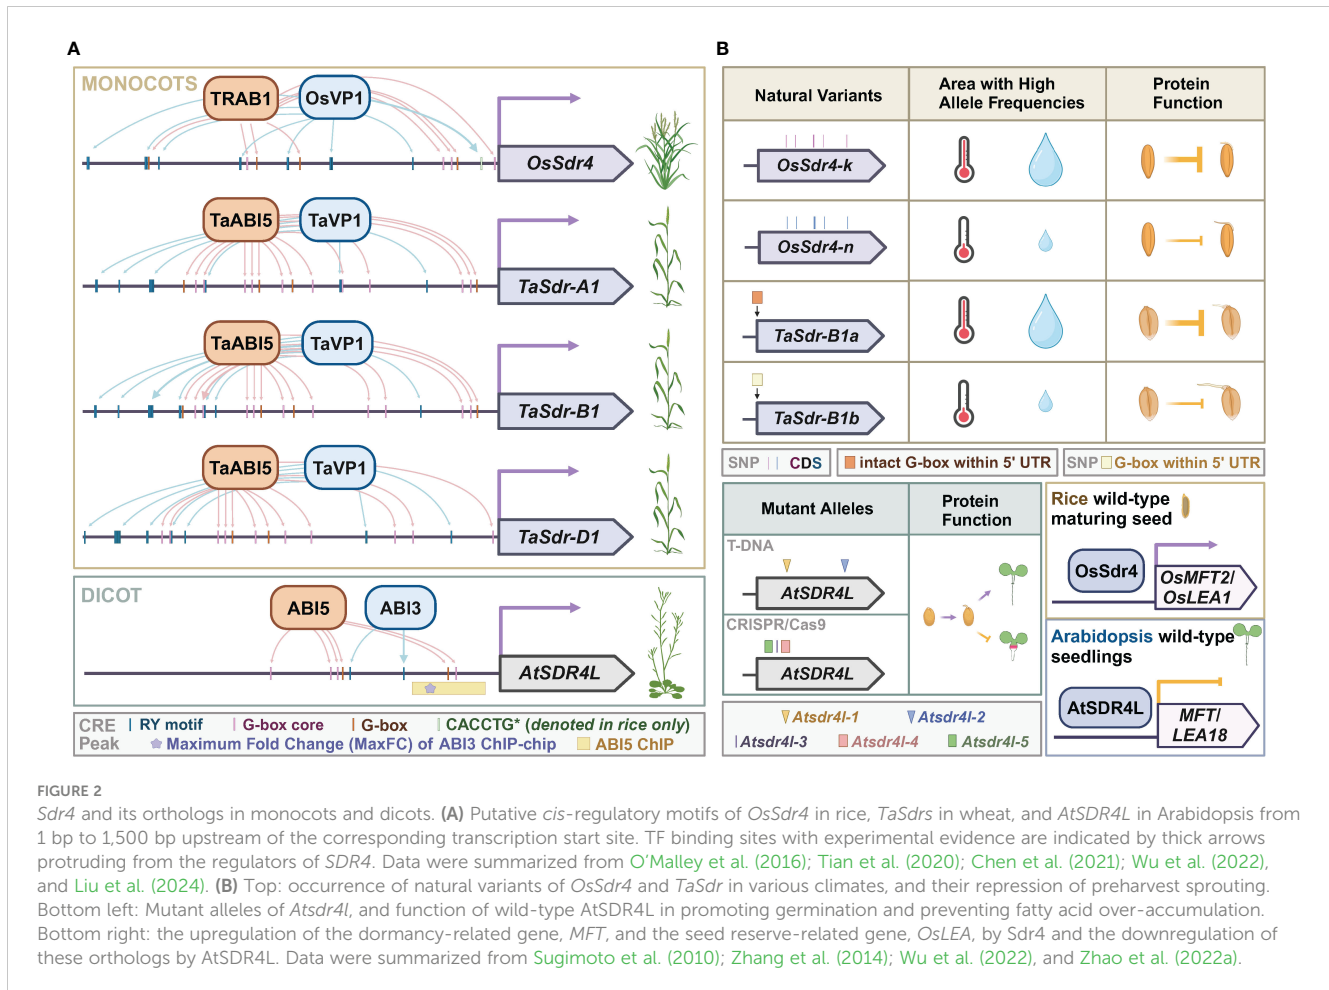 A
MONOCOTS
TRAB1
OsVP1
OsSdr4
TaABI5
TaVP1
TaSdr-A1
TaABI5
TaVP1
TaSdr-B1
TaABI5
TaVP1
TaSdr-D1
DICOT
ABI5
ABI3
AtSDR4L
CRE RY motif G-box core G-box CACCTG* (denoted in rice only)
Peak Maximum Fold Change (MaxFC) of ABI3 ChIP-chip ABI5 ChIP
B
Natural Variants
Area with High
Allele Frequencies
Protein
Function
OsSdr4-k
OsSdr4-n
TaSdr-B1a
TaSdr-B1b
SNP CDS
intact G-box within 5' UTR
SNP G-box within 5' UTR
Mutant Alleles
Protein
Function
T-DNA
AtSDR4L
CRISPR/Cas9
AtSDR4L
Atsdr4l-1 Atsdr4l-2
Atsdr4l-3 Atsdr4l-4 Atsdr4l-5
Rice wild-type
maturing seed
OsSdr4
OsMFT2/
OsLEA1
Arabidopsis wild-type
seedlings
AtSDR4L
MFT/
LEA18
FIGURE 2
Sdr4 and its orthologs in monocots and dicots. (A) Putative cis-regulatory motifs of OsSdr4 in rice, TaSdrs in wheat, and AtSDR4L in Arabidopsis from
1 bp to 1,500 bp upstream of the corresponding transcription start site. TF binding sites with experimental evidence are indicated by thick arrows
protruding from the regulators of SDR4. Data were summarized from O'Malley et al. (2016); Tian et al. (2020); Chen et al. (2021); Wu et al. (2022),
and Liu et al. (2024). (B) Top: occurrence of natural variants of OsSdr4 and TaSdr in various climates, and their repression of preharvest sprouting.
Bottom left: Mutant alleles of Atsdr4l, and function of wild-type AtSDR4L in promoting germination and preventing fatty acid over-accumulation.
Bottom right: the upregulation of the dormancy-related gene, MFT, and the seed reserve-related gene, OsLEA, by Sdr4 and the downregulation of
these orthologs by AtSDR4L. Data were summarized from Sugimoto et al. (2010); Zhang et al. (2014); Wu et al. (2022), and Zhao et al. (2022a).